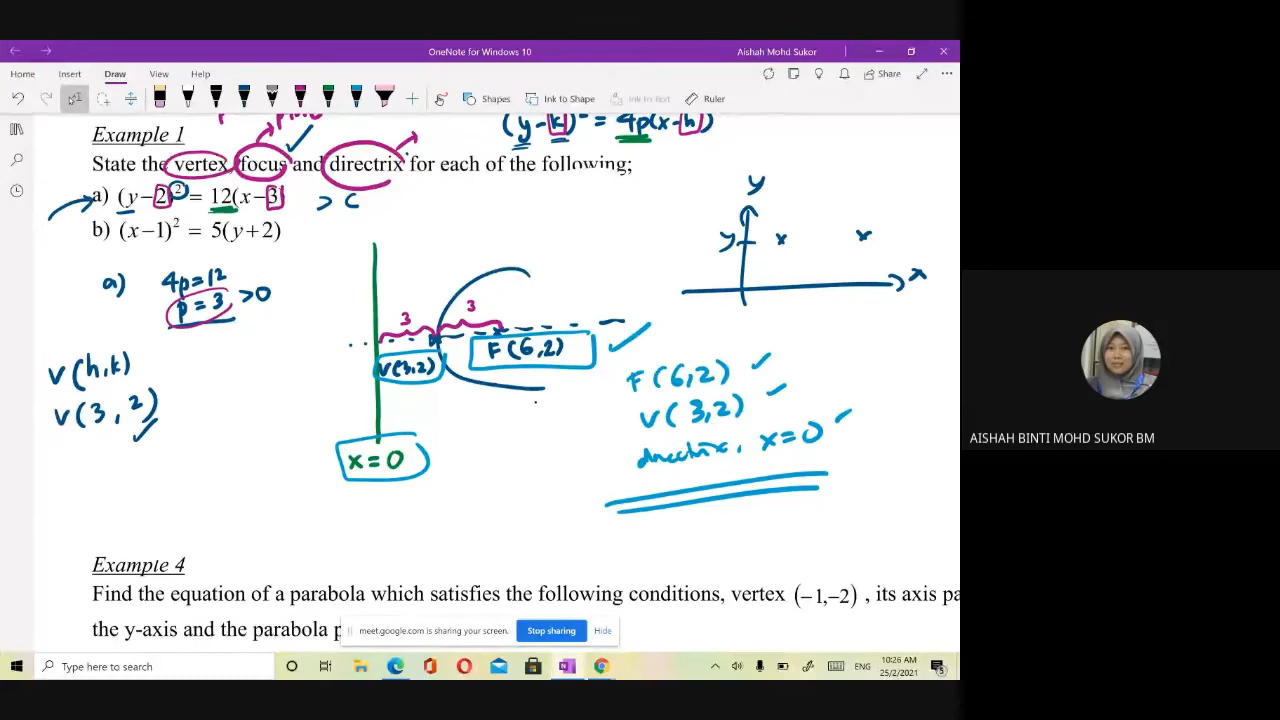 OneNote for Windows 10
Aishah Mohd Sukor
Home Insert Draw View Help
Share
Shapes
Ink to Shape
Ink to Text
Ruler
(y-k)² = 4p(x-h)
Example 1
State the vertex, focus and directrix for each of the following;
a) (y−2)² = 12(x−3)
> C
b) (x−1)² = 5(y+2)
a) 4p=12
p = 3 >0
v(h,k)
v(3, 2)
3 3
V(3,2)
F(6,2)
x=0
y
y x x
x
F(6,2)
V(3,2)
directrix, x=0
Example 4
Find the equation of a parabola which satisfies the following conditions, vertex (−1,−2), its axis pa
the y-axis and the parabola p
meet.google.com is sharing your screen.
Stop sharing
Hide
Type here to search
ENG
10:26 AM
25/2/2021
5
AISHAH BINTI MOHD SUKOR BM